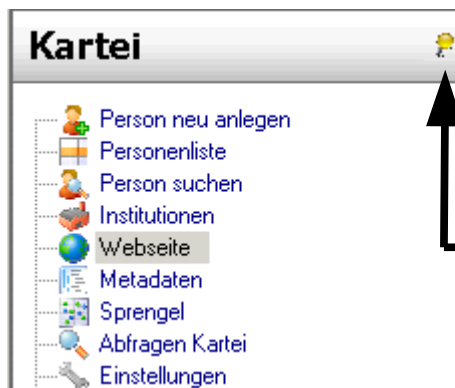 Kartei
Person neu anlegen
Personenliste
Person suchen
Institutionen
Webseite
Metadaten
Sprengel
Abfragen Kartei
Einstellungen